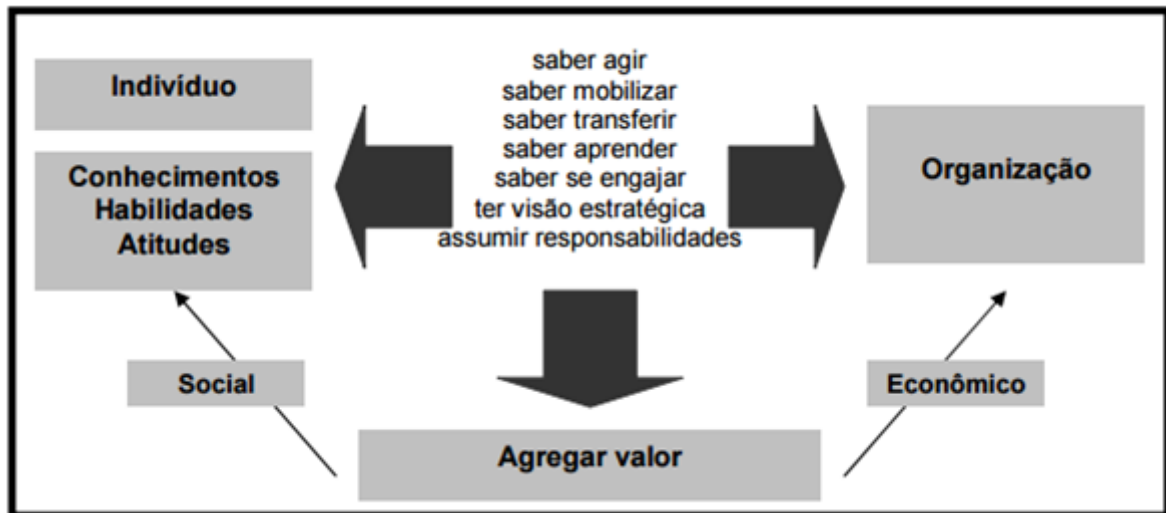 Indivíduo
Conhecimentos
Habilidades
Atitudes
saber agir
saber mobilizar
saber transferir
saber aprender
saber se engajar
ter visão estratégica
assumir responsabilidades
Organização
Social
Econômico
Agregar valor